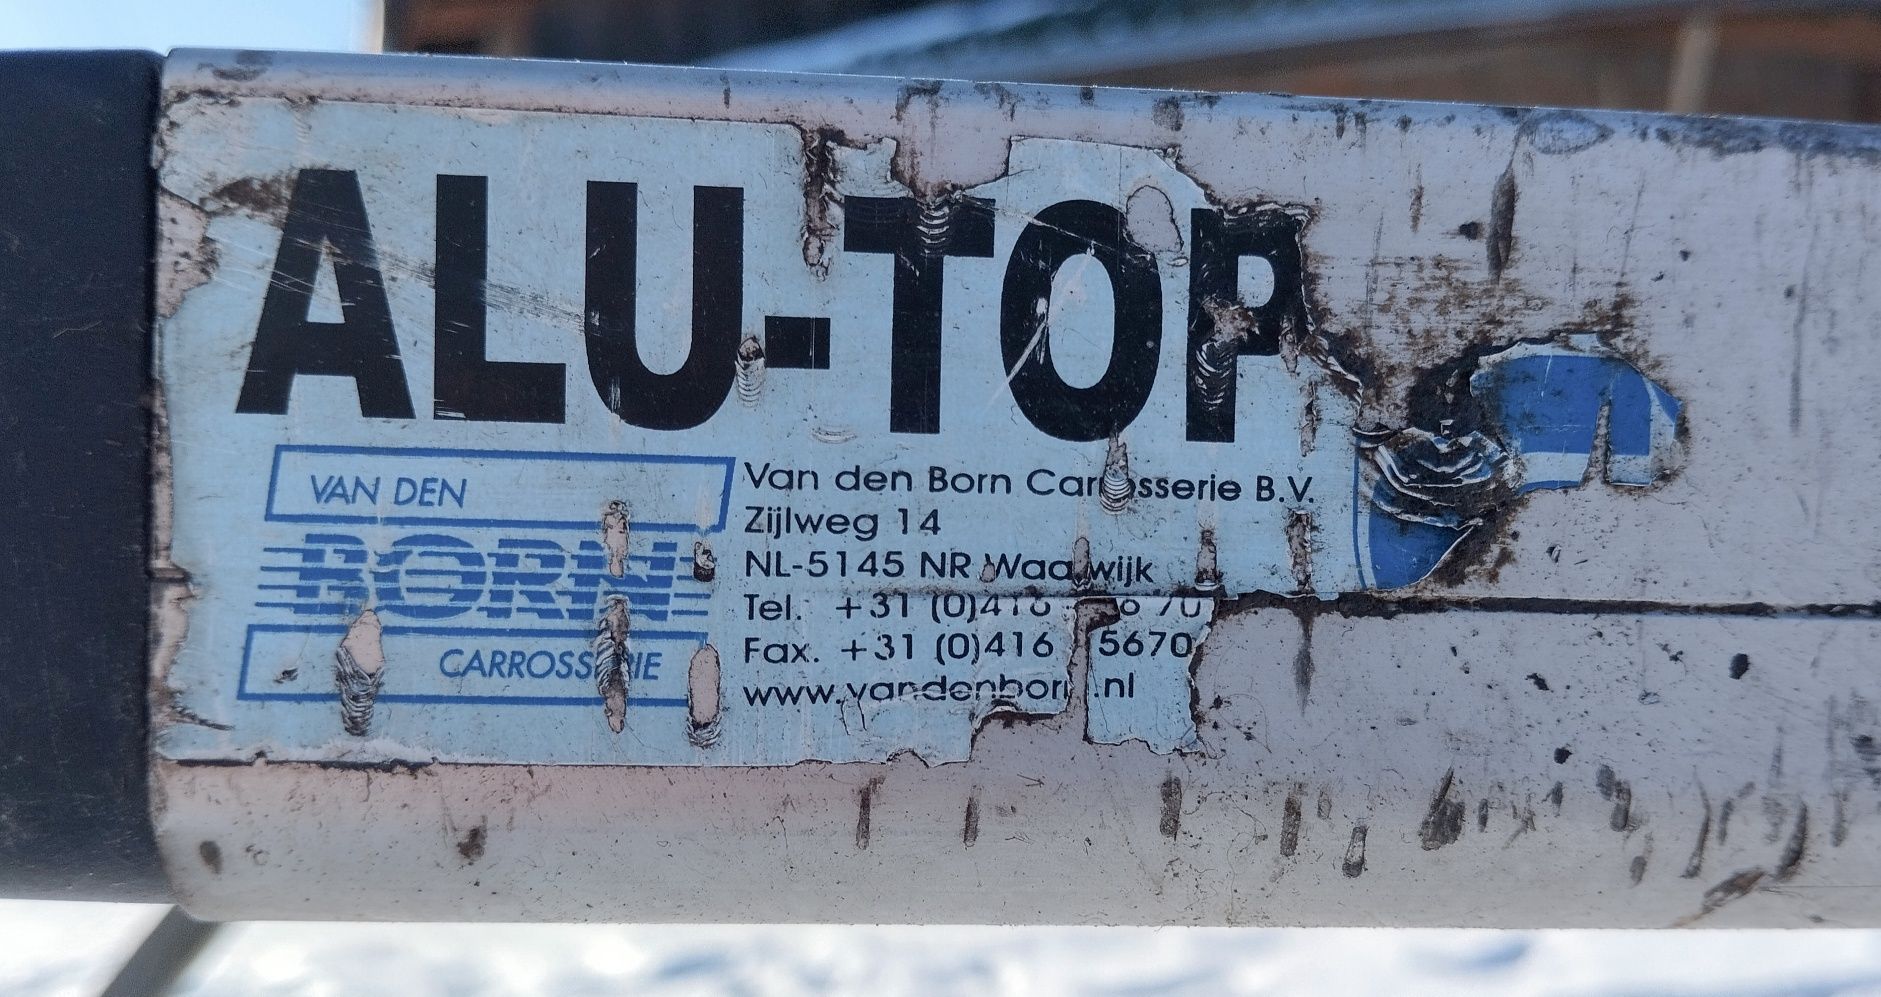 ALU-TOP
VAN DEN
BORN
CARROSSERIE
Van den Born Carrosserie B.V.
Zijlweg 14
NL-5145 NR Waalwijk
Tel. +31 (0)416 70
Fax. +31 (0)416 5670
www.vandenborn.nl